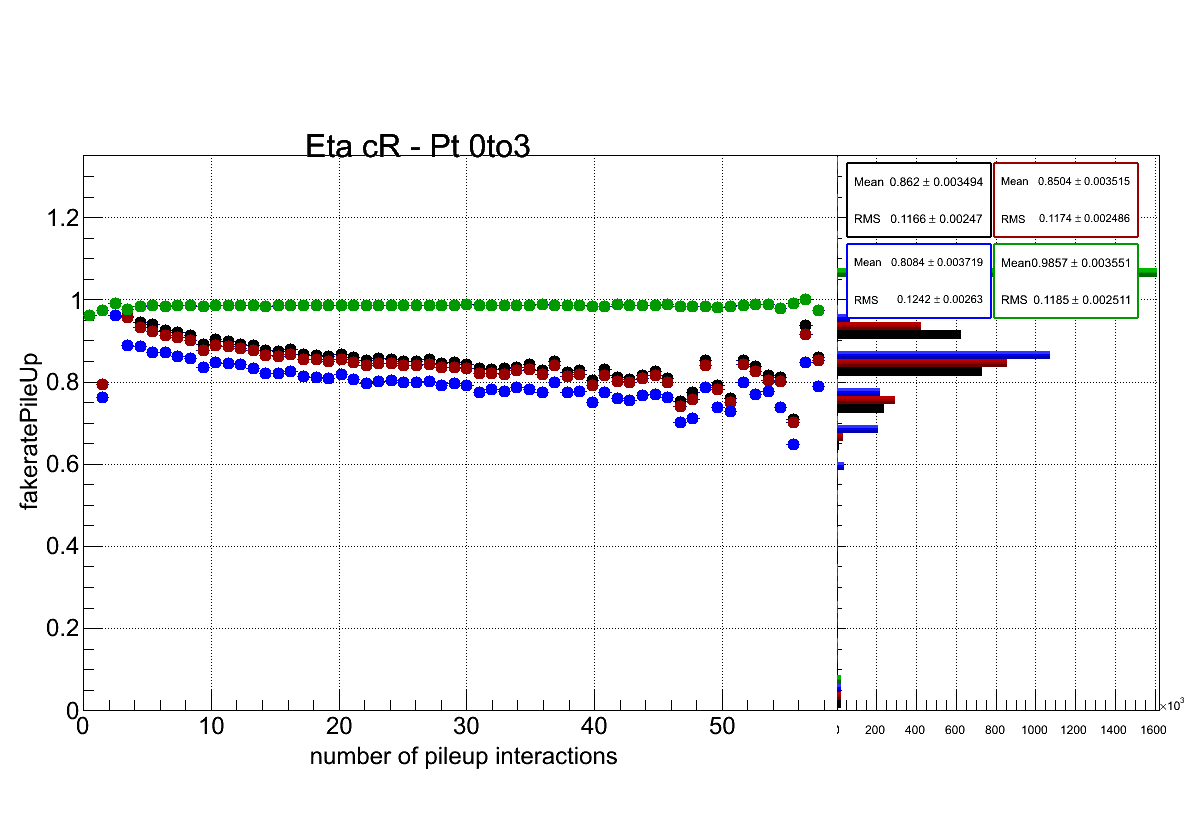 Eta cR - Pt 0to3
Mean 0.862 ± 0.003494
RMS 0.1166 ± 0.00247
Mean 0.8504 ± 0.003515
RMS 0.1174 ± 0.002486
Mean 0.8084 ± 0.003719
RMS 0.1242 ± 0.00263
Mean0.9857 ± 0.003551
RMS 0.1185 ± 0.002511
fakeratePileUp
1.2
1
0.8
0.6
0.4
0.2
0
0 10 20 30 40 50
number of pileup interactions
200 400 600 800 1000 1200 1400 1600
×10³